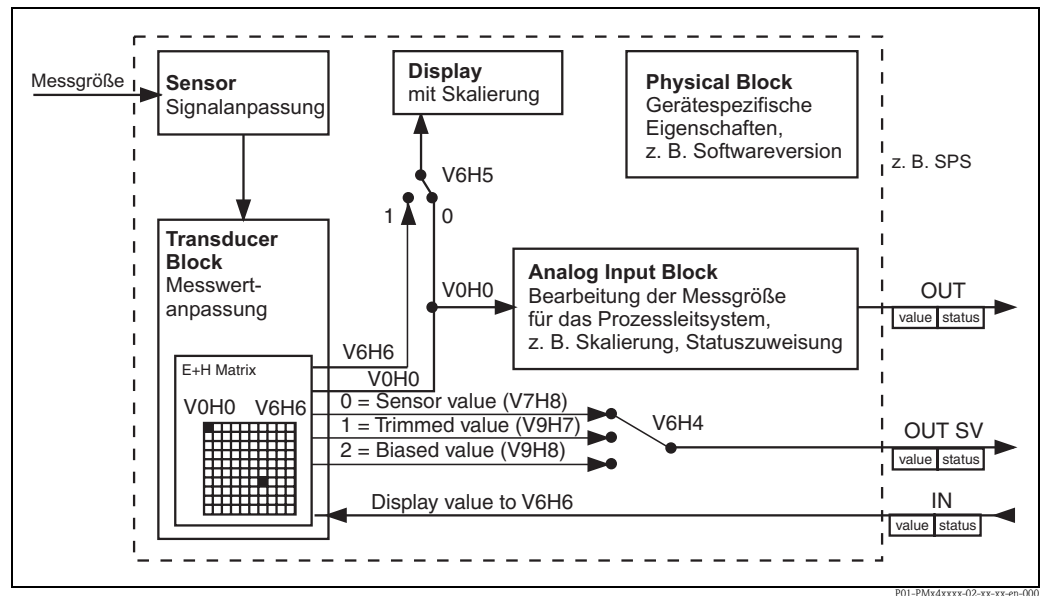 Messgröße
Sensor
Signalanpassung
Display
mit Skalierung
Physical Block
Gerätespezifische
Eigenschaften,
z. B. Softwareversion
z. B. SPS
V6H5
1
0
Transducer
Block
Messwert-
anpassung
V0H0
Analog Input Block
Bearbeitung der Messgröße
für das Prozessleitsystem,
z. B. Skalierung, Statuszuweisung
OUT
value status
V6H6
V0H0
E+H Matrix
V0H0 V6H6
0 = Sensor value (V7H8)
1 = Trimmed value (V9H7)
2 = Biased value (V9H8)
V6H4
OUT SV
value status
Display value to V6H6
IN
value status
P01-PMx4xxxx-02-xx-xx-en-000